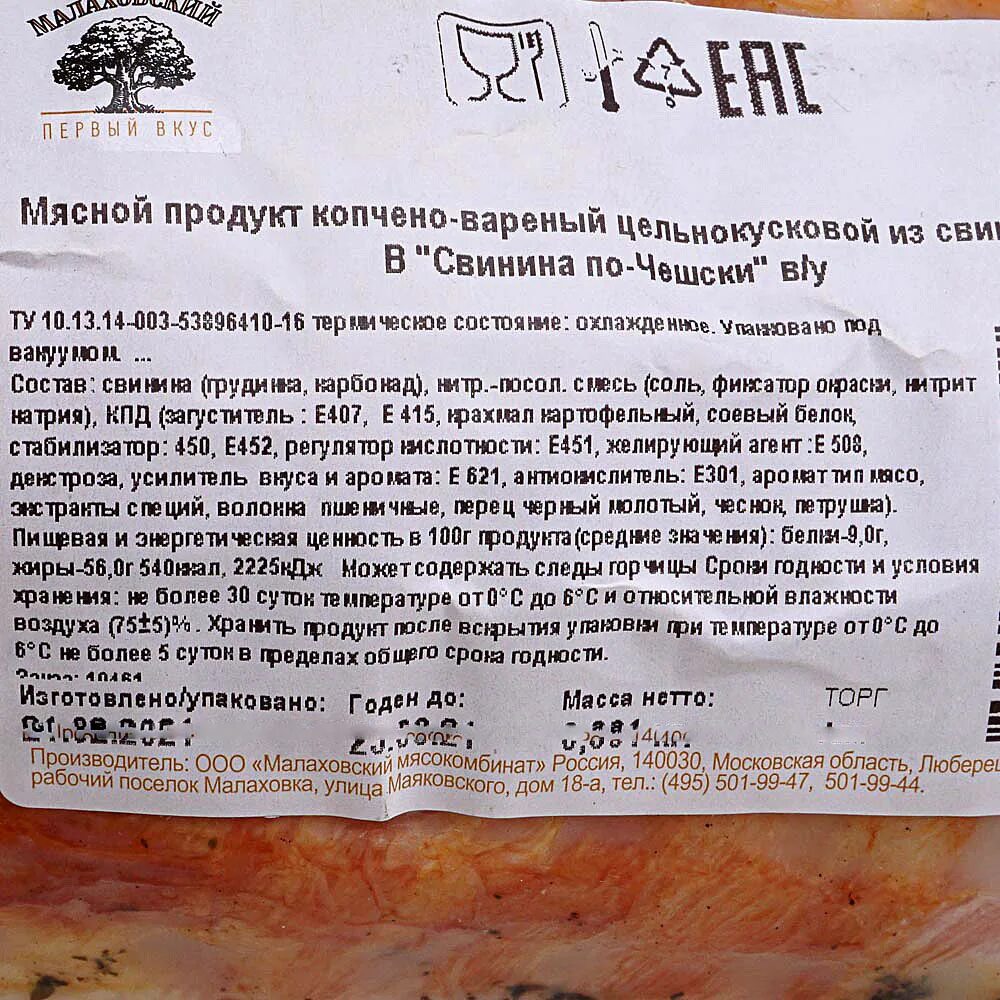 МАЛАХОВСКИЙ
ПЕРВЫЙ ВКУС
7
ЕАС
Мясной продукт копчено-вареный цельнокусковой из
В "Свинина по-Чешски" в/у
ТУ 10.13.14-003-53896410-16 термическое состояние: охлажденное. Упаковано под
вакуумом. ...
Состав: свинина (грудинка, карбонад), нитр.-посол. смесь (соль, фиксатор окраски, нитрит
натрия), КПД (загуститель : Е407, Е 415, крахмал картофельный, соевый белок,
стабилизатор: 450, Е452, регулятор кислотности: Е451, желирующий агент :Е 508,
декстроза, усилитель вкуса и аромата: Е 621, антиокислитель: Е301, аромат тип мясо,
экстракты специй, волокна пшеничные, перец черный молотый, чеснок, петрушка).
Пищевая и энергетическая ценность в 100г продукта(средние значения): белки-9,0г,
жиры-56,0г 540ккал, 2225кДж Может содержать следы горчицы Сроки годности и условия
хранения: не более 30 суток температуре от 0°С до 6°С и относительной влажности
воздуха (75±5)%. Хранить продукт после вскрытия упаковки при температуре от 0°С до
6°С не более 5 суток в пределах общего срока годности.
Изготовлено/упаковано: Годен до: Масса нетто: ТОРГ
Производитель: ООО «Малаховский мясокомбинат» Россия, 140030, Московская область,
рабочий поселок Малаховка, улица Маяковского, дом 18-а, тел.: (495) 501-99-47, 501-99-44.